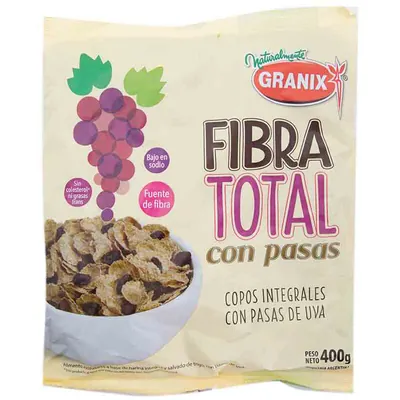 Naturalmente
GRANIX
FIBRA
TOTAL
con pasas
Bajo en
sodio
Sin
colesterol
ni grasas
trans
Fuente
de fibra
COPOS INTEGRALES
CON PASAS DE UVA
PESO
NETO
400g